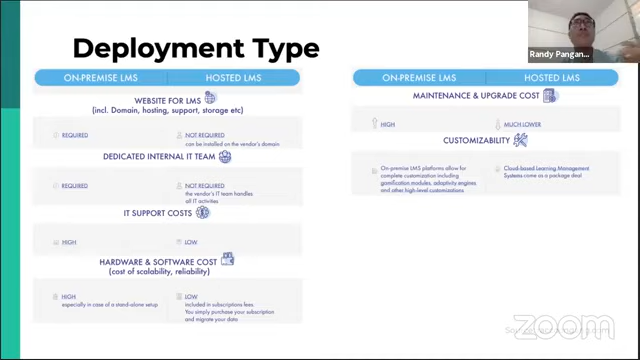 Deployment Type
ON-PREMISE LMS
HOSTED LMS
WEBSITE FOR LMS
(incl. Domain, hosting, support, storage etc)
REQUIRED
NOT REQUIRED
can be installed on the vendor's domain
DEDICATED INTERNAL IT TEAM
REQUIRED
NOT REQUIRED
the vendor's IT team handles
all IT activities
IT SUPPORT COSTS
HIGH
LOW
HARDWARE & SOFTWARE COST
(cost of scalability, reliability)
HIGH
especially in case of a stand-alone setup
LOW
included in subscriptions fees.
You simply purchase your subscription
and migrate your data
ON-PREMISE LMS
HOSTED LMS
MAINTENANCE & UPGRADE COST
HIGH
MUCH LOWER
CUSTOMIZABILITY
On-premise LMS platforms allow for
complete customization including
gamification modules, adaptivity engines
and other high-level customizations
Cloud-based Learning Management
Systems come as a package deal
Randy Pangan...
zoom